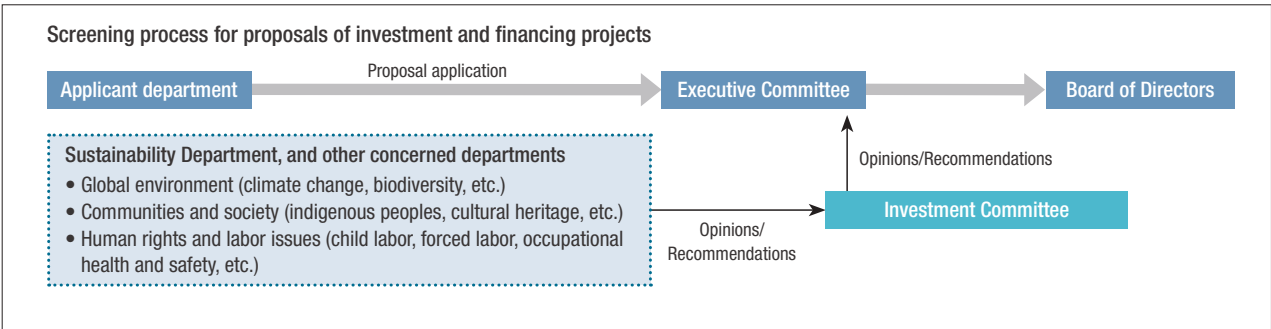 Screening process for proposals of investment and financing projects
Proposal application
Applicant department
Executive Committee
Board of Directors
Sustainability Department, and other concerned departments
• Global environment (climate change, biodiversity, etc.)
• Communities and society (indigenous peoples, cultural heritage, etc.)
• Human rights and labor issues (child labor, forced labor, occupational
health and safety, etc.)
Opinions/
Recommendations
Opinions/Recommendations
Investment Committee